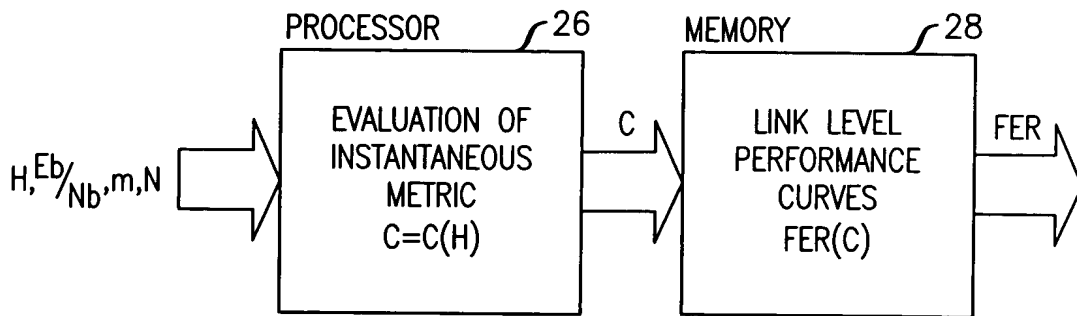 PROCESSOR 26
MEMORY 28
H, Eb/Nb, m, N
EVALUATION OF
INSTANTANEOUS
METRIC
C=C(H)
C
LINK LEVEL
PERFORMANCE
CURVES
FER(C)
FER